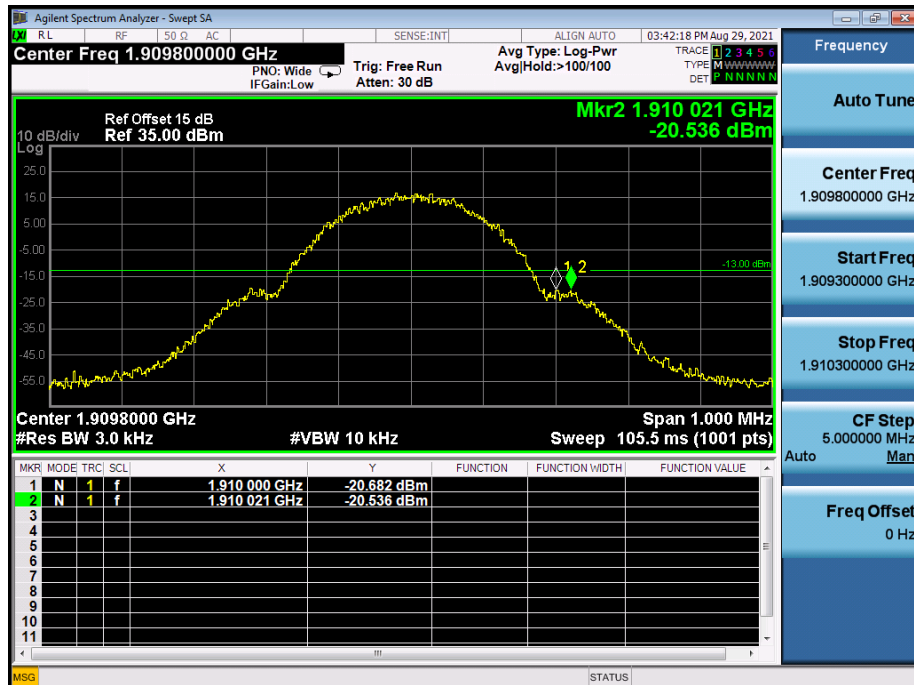 Agilent Spectrum Analyzer - Swept SA
LXI RL RF 50 Ω AC SENSE:INT ALIGN AUTO 03:42:18 PM Aug 29, 2021
Center Freq 1.909800000 GHz
PNO: Wide
IFGain:Low
Trig: Free Run
Atten: 30 dB
Avg Type: Log-Pwr
Avg|Hold:>100/100
TRACE 1 2 3 4 5 6
TYPE M WWWWW
DET P N N N N N
Mkr2 1.910 021 GHz
-20.536 dBm
Ref Offset 15 dB
10 dB/div Ref 35.00 dBm
Log
25.0
15.0
5.00
-5.00
-15.0
-25.0
-35.0
-45.0
-55.0
1 2
-13.00 dBm
Center 1.9098000 GHz Span 1.000 MHz
#Res BW 3.0 kHz #VBW 10 kHz Sweep 105.5 ms (1001 pts)
MKR MODE TRC SCL X Y FUNCTION FUNCTION WIDTH FUNCTION VALUE
1 N 1 f 1.910 000 GHz -20.682 dBm
2 N 1 f 1.910 021 GHz -20.536 dBm
3
4
5
6
7
8
9
10
11
MSG STATUS
Frequency
Auto Tune
Center Freq
1.909800000 GHz
Start Freq
1.909300000 GHz
Stop Freq
1.910300000 GHz
CF Step
5.000000 MHz
Auto Man
Freq Offset
0 Hz